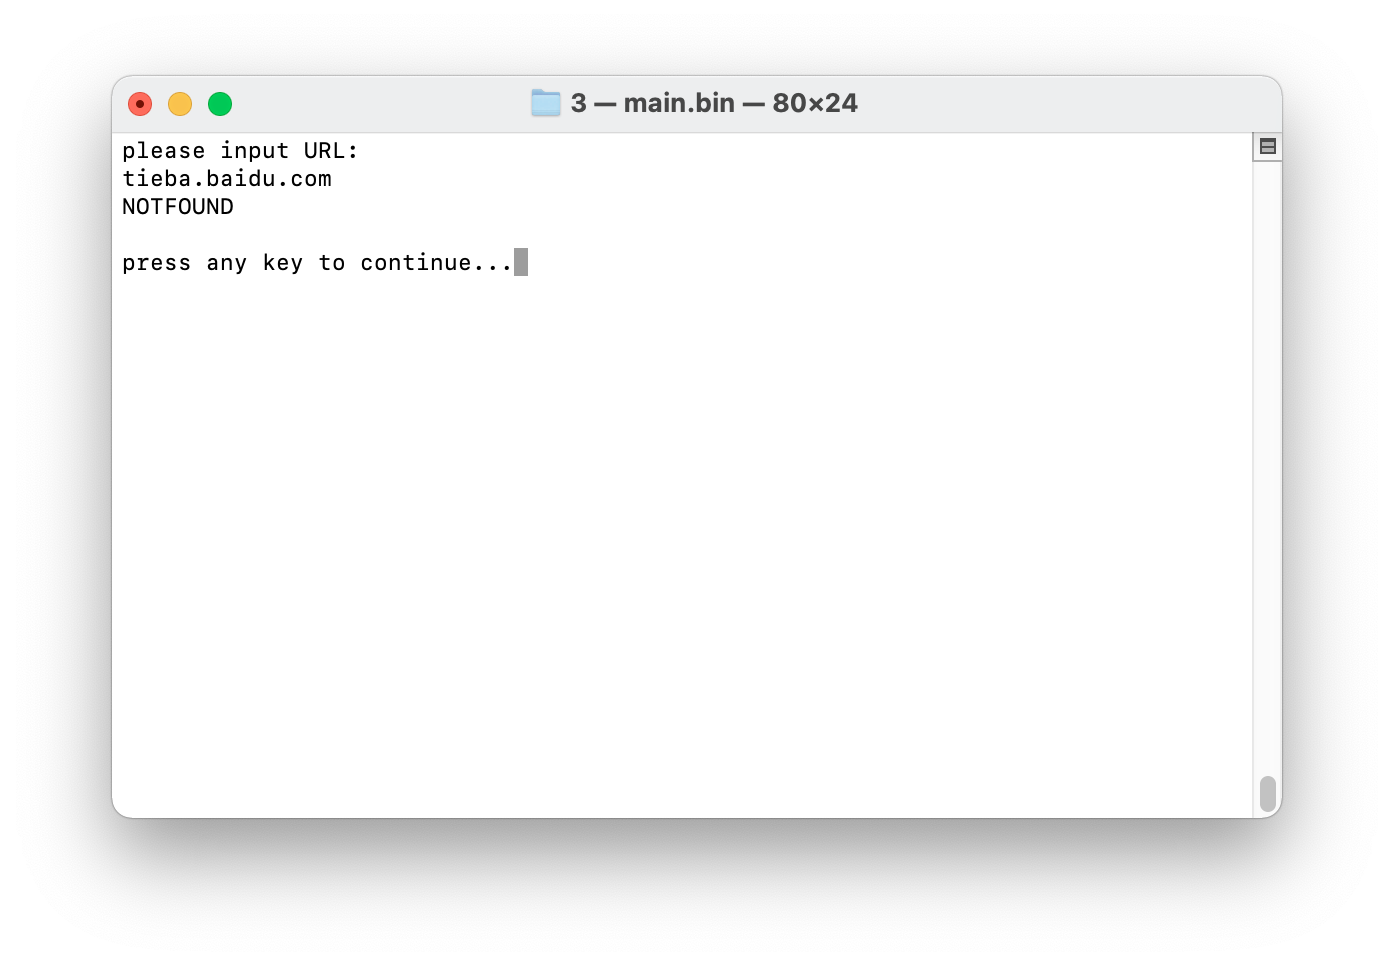 3 — main.bin — 80×24
please input URL:
tieba.baidu.com
NOTFOUND
press any key to continue...